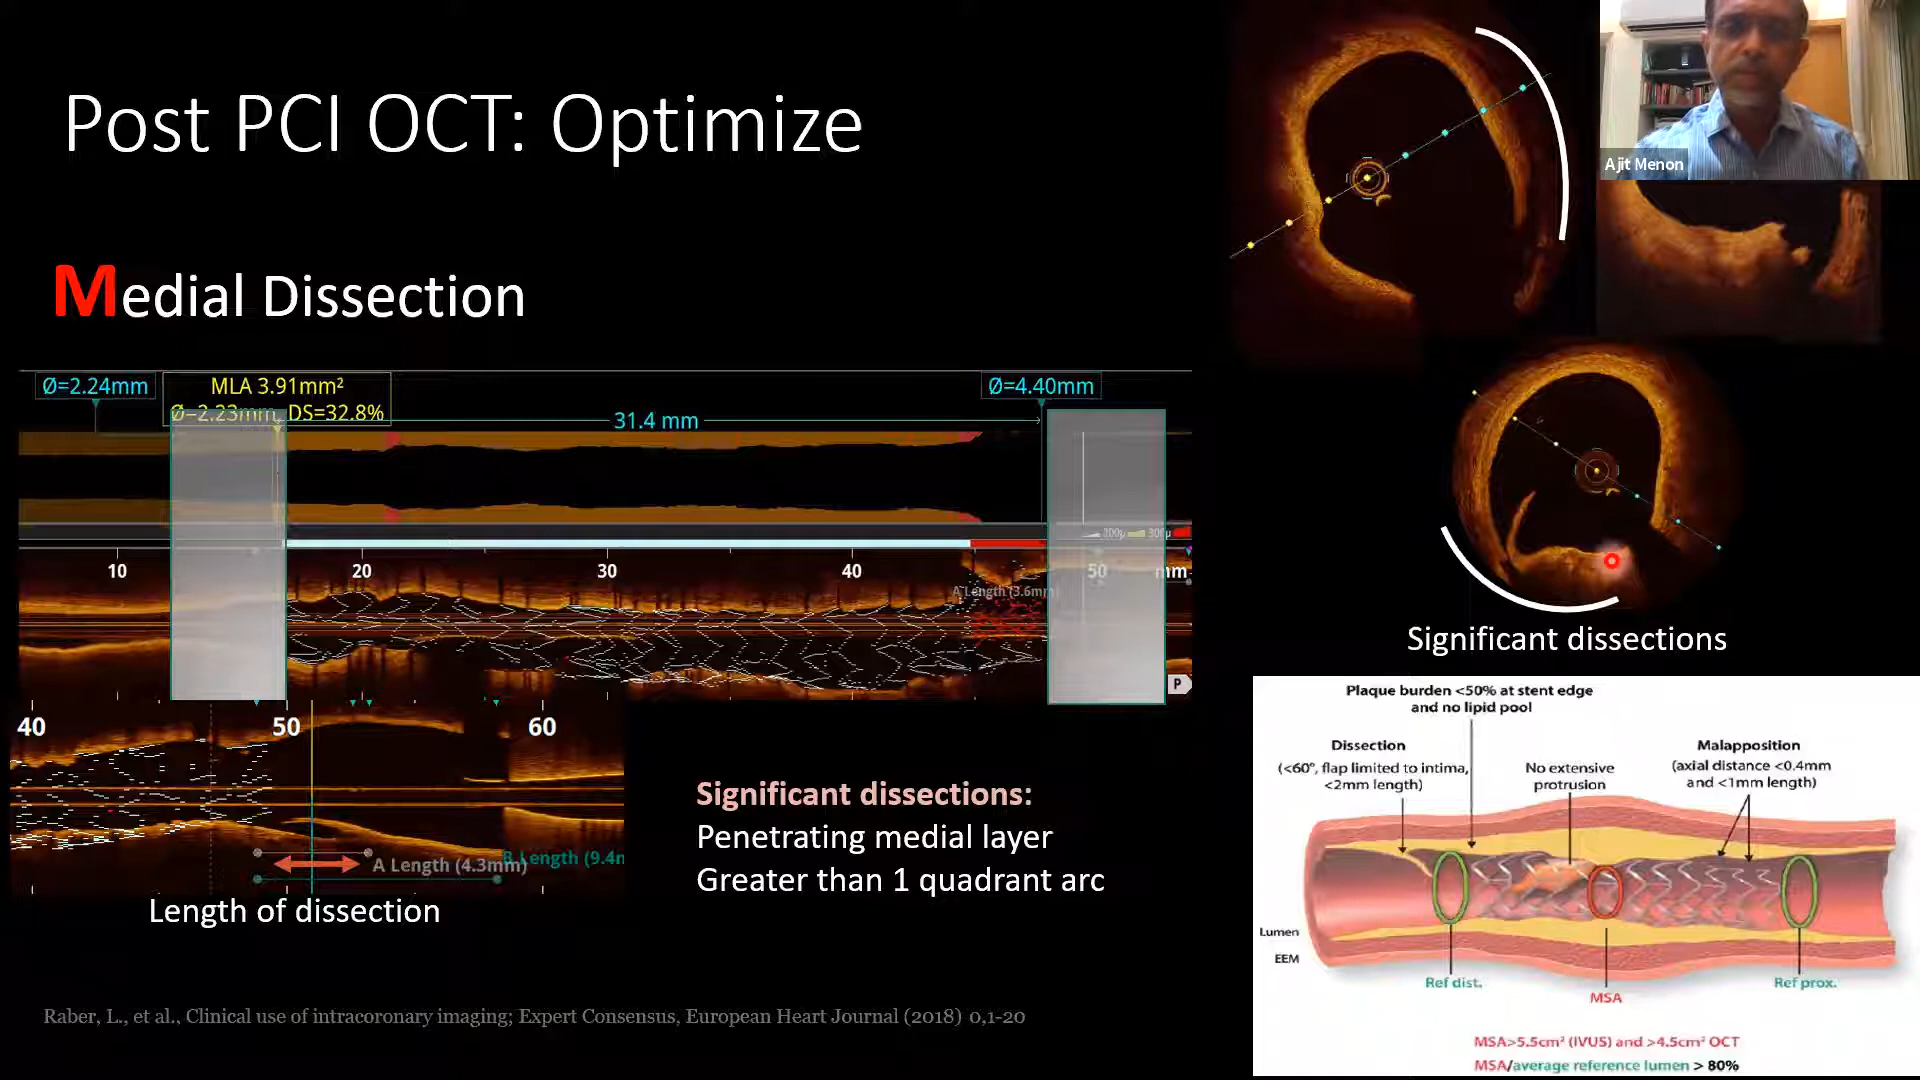 Post PCI OCT: Optimize
Ajit Menon
Medial Dissection
Ø=2.24mm
MLA 3.91mm²
Ø=2.23mm, DS=32.8%
Ø=4.40mm
31.4 mm
200µ 300µ
10 20 30 40 50 mm
A Length (3.6mm
P
40 50 60
A Length (4.3mm)
B Length (9.4m
Length of dissection
Significant dissections:
Penetrating medial layer
Greater than 1 quadrant arc
Significant dissections
Plaque burden <50% at stent edge
and no lipid pool
Dissection
(<60°, flap limited to intima,
<2mm length)
No extensive
protrusion
Malapposition
(axial distance <0.4mm
and <1mm length)
Lumen
EEM
Ref dist.
MSA
Ref prox.
MSA>5.5cm² (IVUS) and >4.5cm² OCT
MSA/average reference lumen > 80%
Raber, L., et al., Clinical use of intracoronary imaging; Expert Consensus, European Heart Journal (2018) 0,1-20